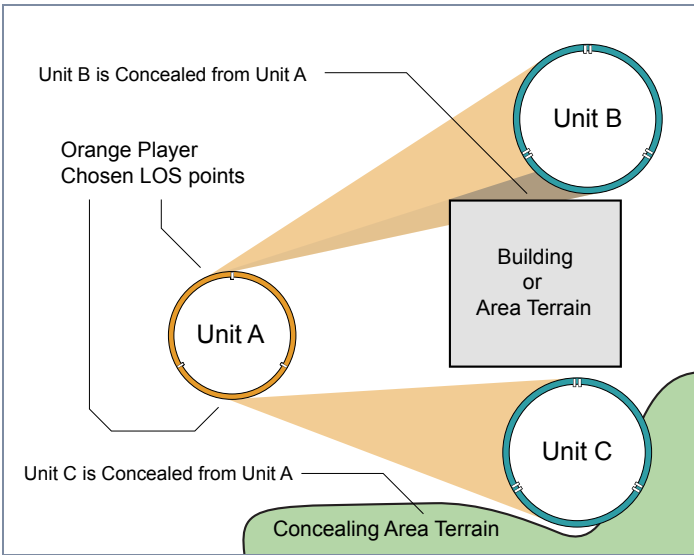 Unit B is Concealed from Unit A
Unit B
Orange Player
Chosen LOS points
Building
or
Area Terrain
Unit A
Unit C
Unit C is Concealed from Unit A
Concealing Area Terrain